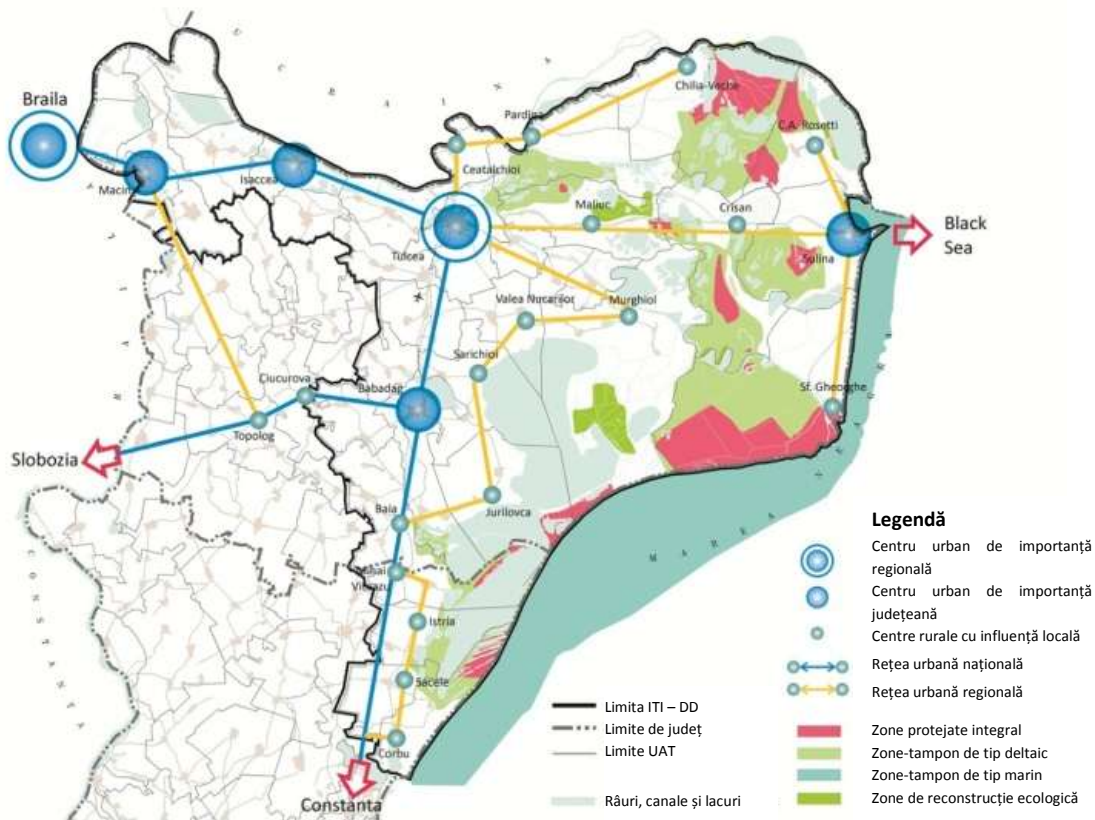 U C R A I N A
Braila
Macin
Isaccea
Tulcea
Ceatalchioi
Pardina
Chilia-Veche
C.A. Rosetti
Maliuc
Crisan
Sulina
Black
Sea
Valea Nucarilor
Murghiol
Sarichioi
Sf. Gheorghe
Ciucurova
Babadag
Topolog
Slobozia
Baia
Jurilovca
Mihai
Viteazu
Istria
Sacele
Corbu
Constanta
C O N S T A N Ț A
M A R E A
N E A G R A
Legendă
Centru urban de importanță
regională
Centru urban de importanță
județeană
Centre rurale cu influență locală
Rețea urbană națională
Rețea urbană regională
Limita ITI – DD
Limite de județ
Limite UAT
Râuri, canale și lacuri
Zone protejate integral
Zone-tampon de tip deltaic
Zone-tampon de tip marin
Zone de reconstrucție ecologică